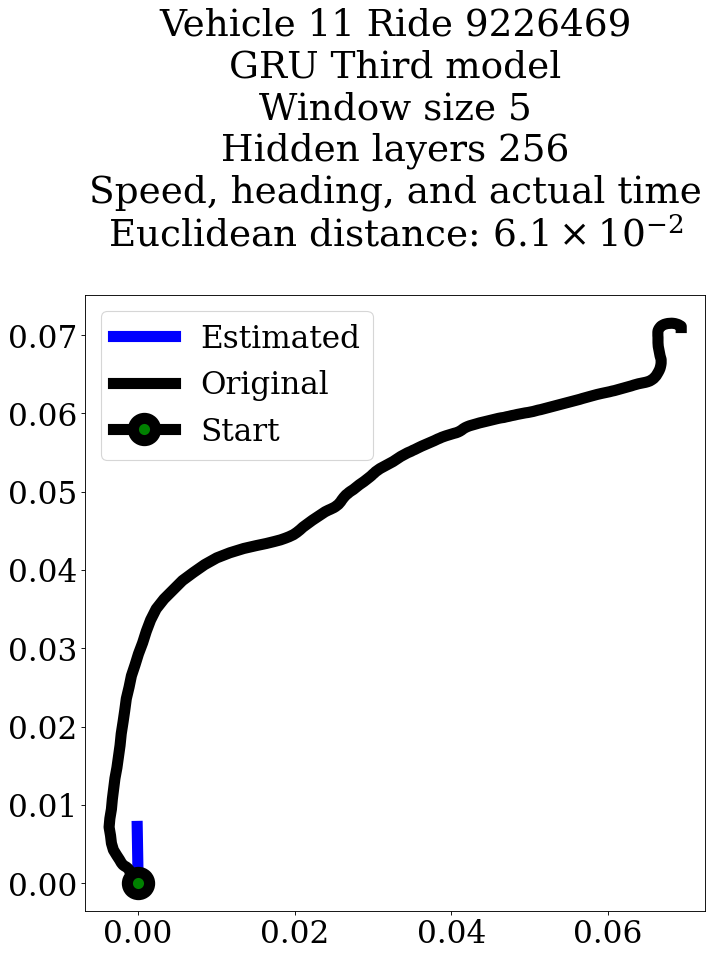 Vehicle 11 Ride 9226469
GRU Third model
Window size 5
Hidden layers 256
Speed, heading, and actual time
Euclidean distance: 6.1 × 10⁻²
Estimated
Original
Start
0.07
0.06
0.05
0.04
0.03
0.02
0.01
0.00
0.00 0.02 0.04 0.06